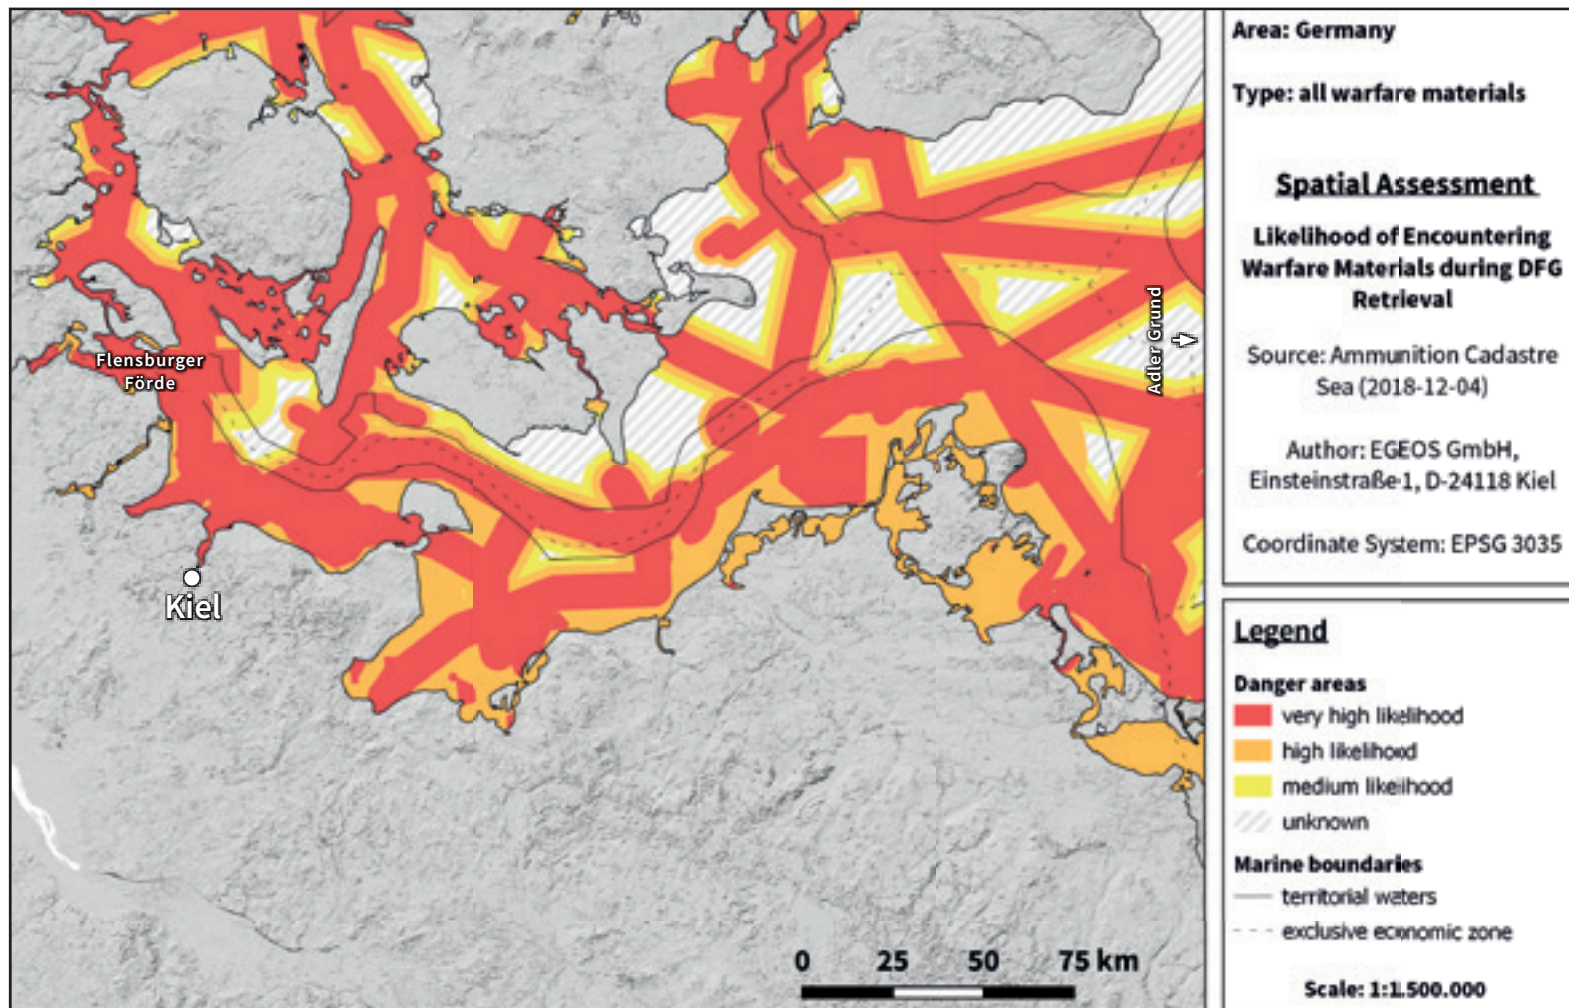 Area: Germany
Type: all warfare materials
Spatial Assessment
Likelihood of Encountering
Warfare Materials during DFG
Retrieval
Source: Ammunition Cadastre
Sea (2018-12-04)
Author: EGEOS GmbH,
Einsteinstraße 1, D-24118 Kiel
Coordinate System: EPSG 3035
Legend
Danger areas
very high likelihood
high likelihood
medium likelihood
unknown
Marine boundaries
territorial waters
exclusive economic zone
Scale: 1:1.500.000
Flensburger
Förde
Kiel
Adler Grund
0 25 50 75 km